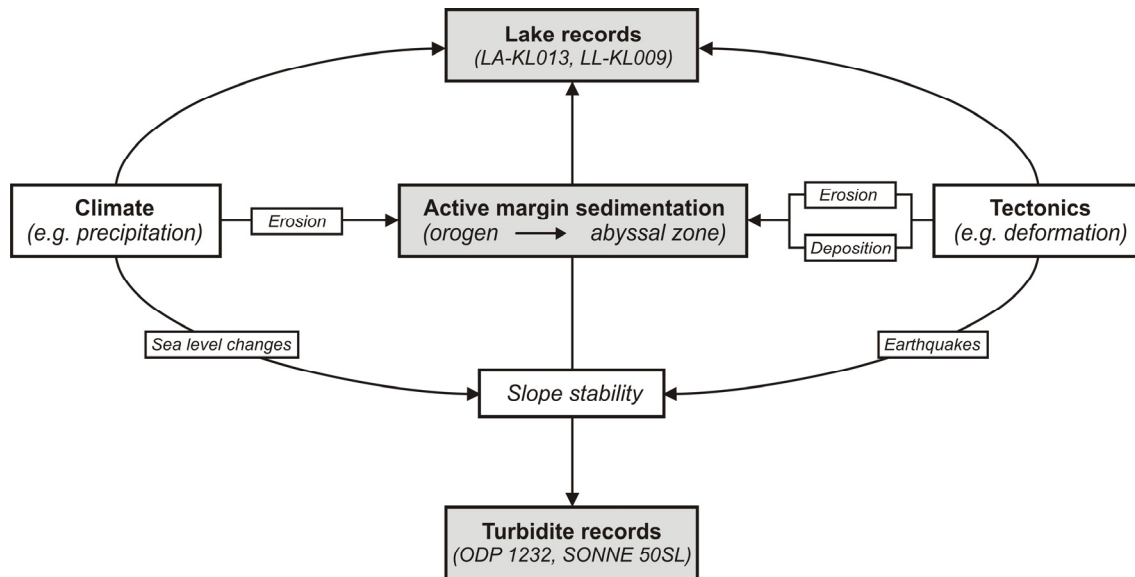 Lake records
(LA-KL013, LL-KL009)
Climate
(e.g. precipitation)
Erosion
Active margin sedimentation
(orogen → abyssal zone)
Erosion
Deposition
Tectonics
(e.g. deformation)
Sea level changes
Earthquakes
Slope stability
Turbidite records
(ODP 1232, SONNE 50SL)